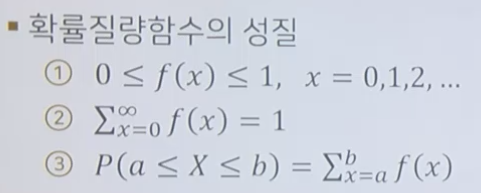 ▪ 확률질량함수의 성질
① 0 ≤ f(x) ≤ 1, x = 0,1,2, ...
② ∑_{x=0}^{∞} f(x) = 1
③ P(a ≤ X ≤ b) = ∑_{x=a}^{b} f(x)